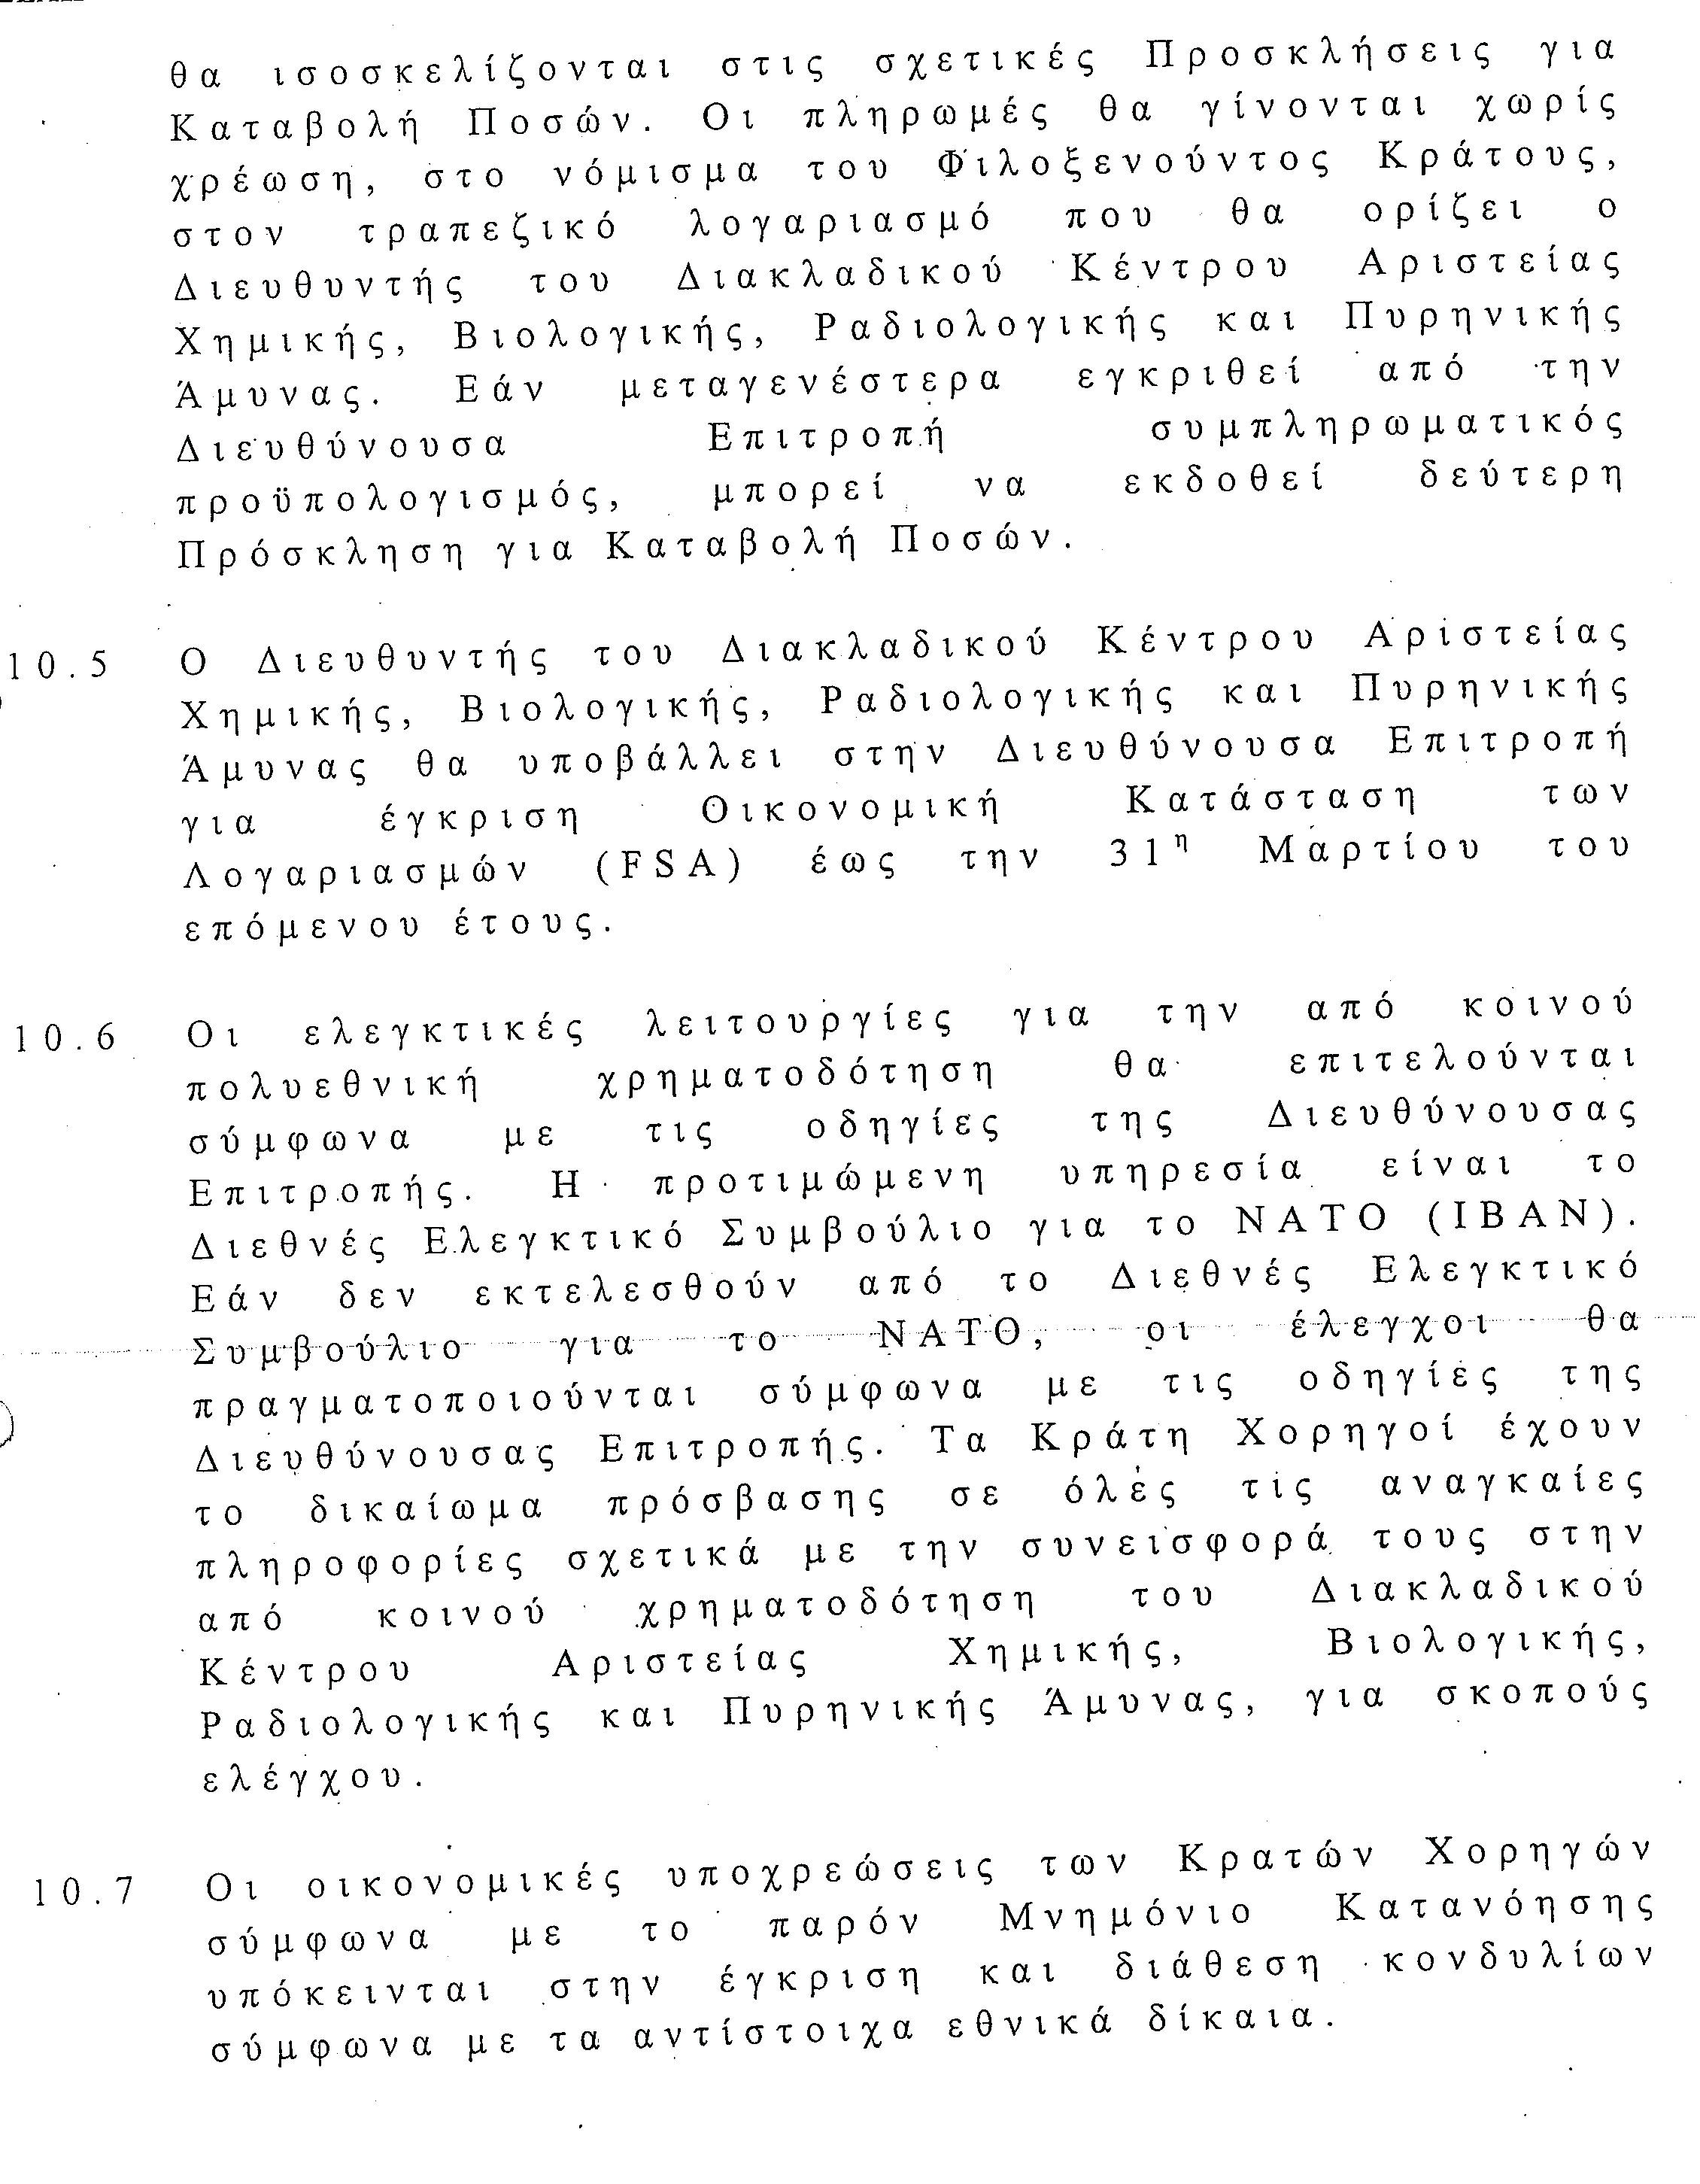 θα ισοσκελίζονται στις σχετικές Προσκλήσεις για
Καταβολή Ποσών. Οι πληρωμές θα γίνονται χωρίς
χρέωση, στο νόμισμα του Φιλοξενούντος Κράτους,
στον τραπεζικό λογαριασμό που θα ορίζει ο
Διευθυντής του Διακλαδικού Κέντρου Αριστείας
Χημικής, Βιολογικής, Ραδιολογικής και Πυρηνικής
Άμυνας. Εάν μεταγενέστερα εγκριθεί από την
Διευθύνουσα Επιτροπή συμπληρωματικός
προϋπολογισμός, μπορεί να εκδοθεί δεύτερη
Πρόσκληση για Καταβολή Ποσών.
10.5 Ο Διευθυντής του Διακλαδικού Κέντρου Αριστείας
Χημικής, Βιολογικής, Ραδιολογικής και Πυρηνικής
Άμυνας θα υποβάλλει στην Διευθύνουσα Επιτροπή
για έγκριση Οικονομική Κατάσταση των
Λογαριασμών (FSA) έως την 31η Μαρτίου του
επόμενου έτους.
10.6 Οι ελεγκτικές λειτουργίες για την από κοινού
πολυεθνική χρηματοδότηση θα επιτελούνται
σύμφωνα με τις οδηγίες της Διευθύνουσας
Επιτροπής. Η προτιμώμενη υπηρεσία είναι το
Διεθνές Ελεγκτικό Συμβούλιο για το ΝΑΤΟ (IBAN).
Εάν δεν εκτελεσθούν από το Διεθνές Ελεγκτικό
Συμβούλιο για το ΝΑΤΟ, οι έλεγχοι θα
πραγματοποιούνται σύμφωνα με τις οδηγίες της
Διευθύνουσας Επιτροπής. Τα Κράτη Χορηγοί έχουν
το δικαίωμα πρόσβασης σε όλες τις αναγκαίες
πληροφορίες σχετικά με την συνεισφορά τους στην
από κοινού χρηματοδότηση του Διακλαδικού
Κέντρου Αριστείας Χημικής, Βιολογικής,
Ραδιολογικής και Πυρηνικής Άμυνας, για σκοπούς
ελέγχου.
10.7 Οι οικονομικές υποχρεώσεις των Κρατών Χορηγών
σύμφωνα με το παρόν Μνημόνιο Κατανόησης
υπόκεινται στην έγκριση και διάθεση κονδυλίων
σύμφωνα με τα αντίστοιχα εθνικά δίκαια.